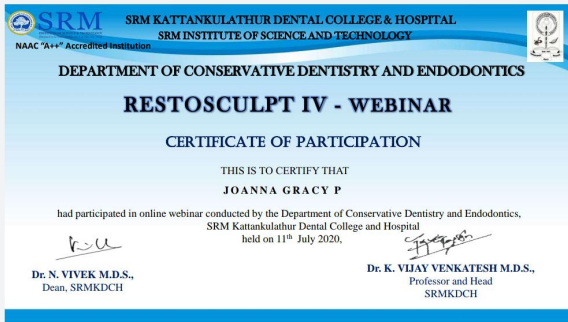 SRM
SRM KATTANKULATHUR DENTAL COLLEGE & HOSPITAL
SRM INSTITUTE OF SCIENCE AND TECHNOLOGY
NAAC "A++" Accredited Institution
DEPARTMENT OF CONSERVATIVE DENTISTRY AND ENDODONTICS
RESTOSCULPT IV - WEBINAR
CERTIFICATE OF PARTICIPATION
THIS IS TO CERTIFY THAT
JOANNA GRACY P
had participated in online webinar conducted by the Department of Conservative Dentistry and Endodontics,
SRM Kattankulathur Dental College and Hospital
held on 11th July 2020,
Dr. N. VIVEK M.D.S.,
Dean, SRMKDCH
Dr. K. VIJAY VENKATESH M.D.S.,
Professor and Head
SRMKDCH